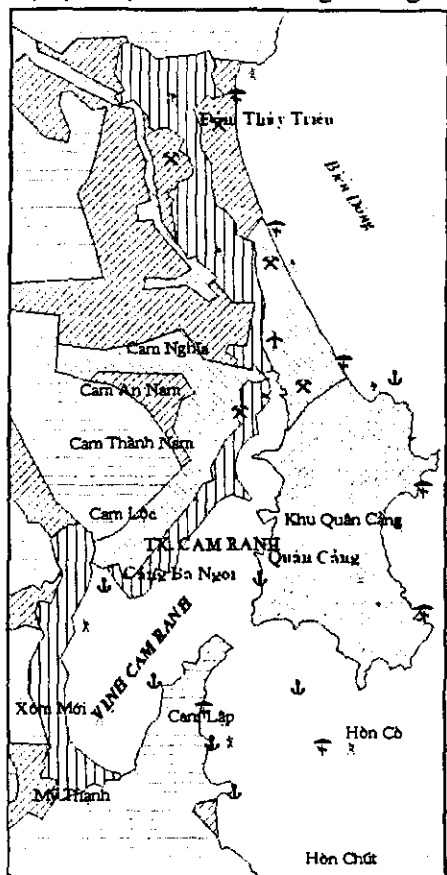 Đầm Thủy Triều
Biển Đông
Cam Nghĩa
Cam An Nam
Cam Thành Nam
Cam Lộc
Khu Quân Cảng
TX. CAM RANH
Quân Cảng
Cảng Ba Ngòi
VỊNH CAM RANH
Xóm Mới
Cam Lập
Hòn Cò
Mỹ Thạnh
Hòn Chút